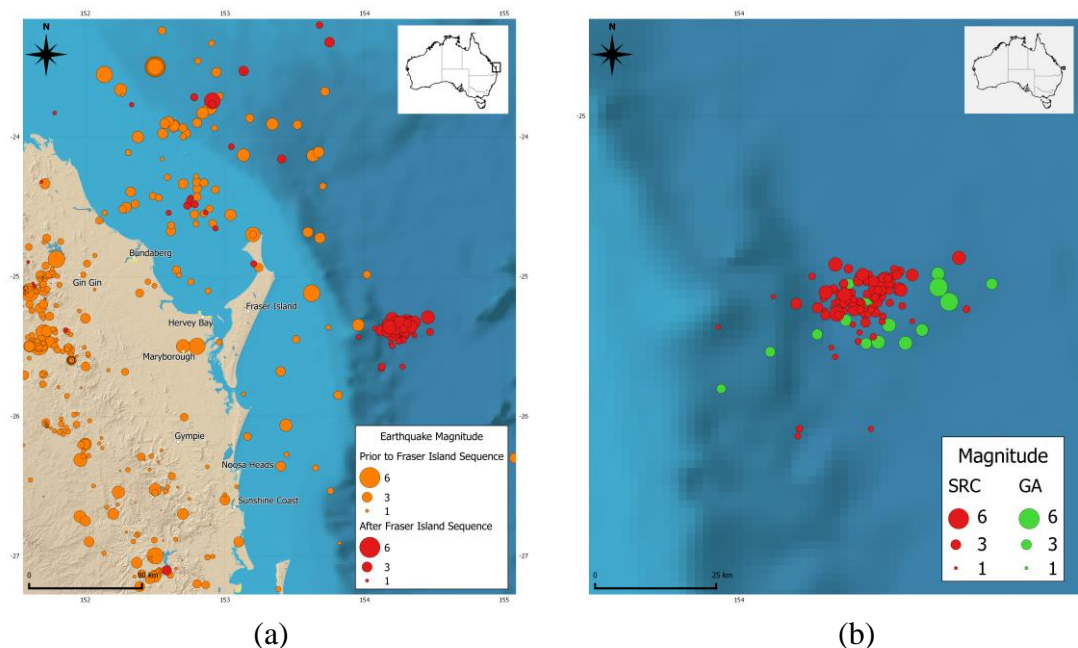 152
153
154
155
N
-24
-24
Bundaberg
Gin Gin
-25
-25
Fraser Island
Hervey Bay
Maryborough
-26
-26
Gympie
Noosa Heads
Sunshine Coast
-27
-27
Earthquake Magnitude
Prior to Fraser Island Sequence
6
3
1
After Fraser Island Sequence
6
3
1
0
152
153
154
155
(a)
154
N
-25
-25
Magnitude
SRC GA
6 6
3 3
1 1
0 25 km
154
(b)